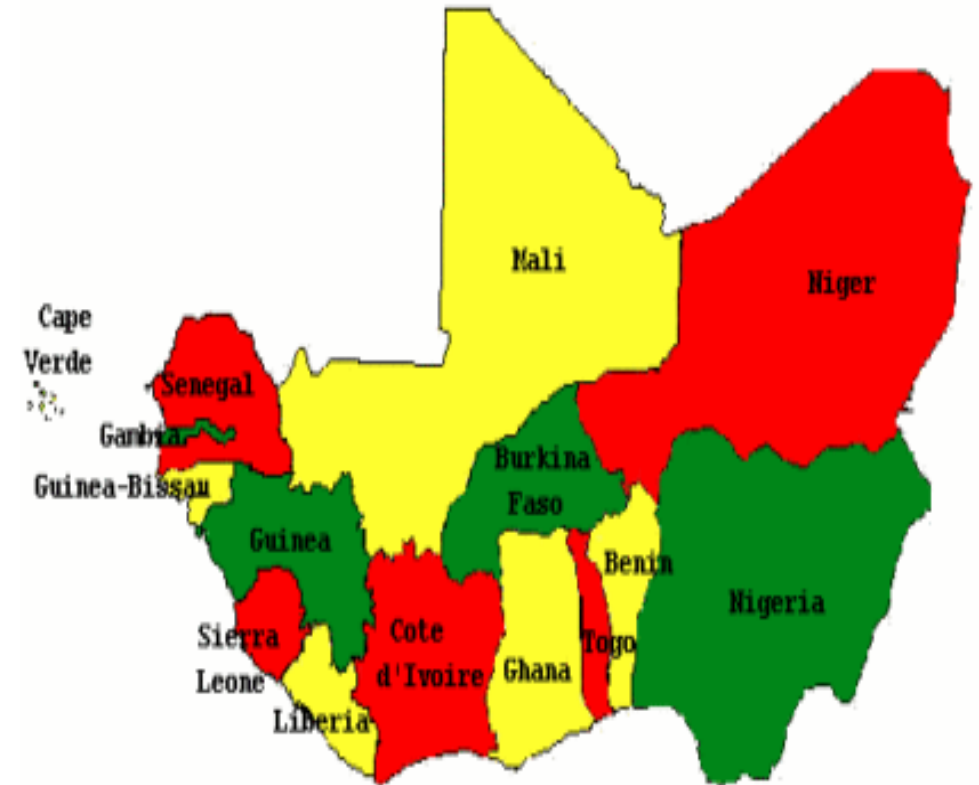 Mali
Niger
Cape
Verde
Senegal
Gambia
Guinea-Bissau
Burkina
Faso
Guinea
Benin
Nigeria
Sierra
Leone
Cote
d'Ivoire
Togo
Ghana
Liberia